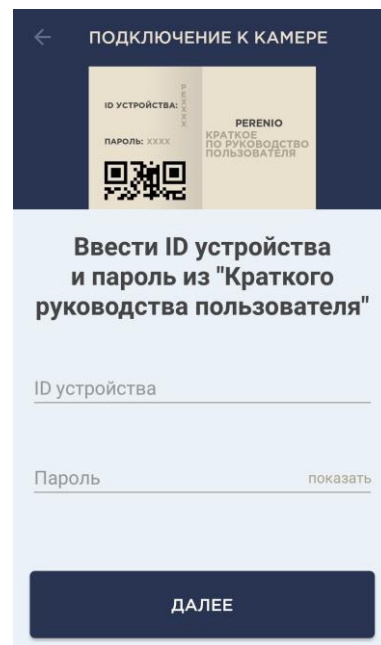 ПОДКЛЮЧЕНИЕ К КАМЕРЕ
ID УСТРОЙСТВА:
PEXXXX
ПАРОЛЬ: XXXX
PERENIO
КРАТКОЕ
ПО РУКОВОДСТВО
ПОЛЬЗОВАТЕЛЯ
Ввести ID устройства
и пароль из "Краткого
руководства пользователя"
ID устройства
Пароль показать
ДАЛЕЕ